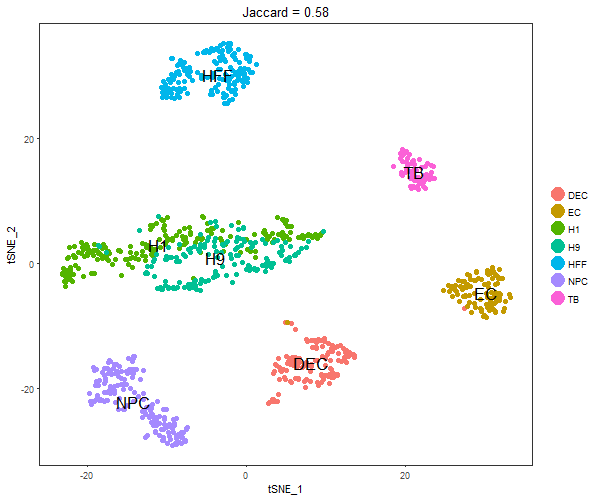 Jaccard = 0.58
HFF
20
TB
DEC
EC
H1
H9
HFF
NPC
TB
tSNE_2
H1
H9
0
EC
DEC
-20
NPC
-20
0
20
tSNE_1